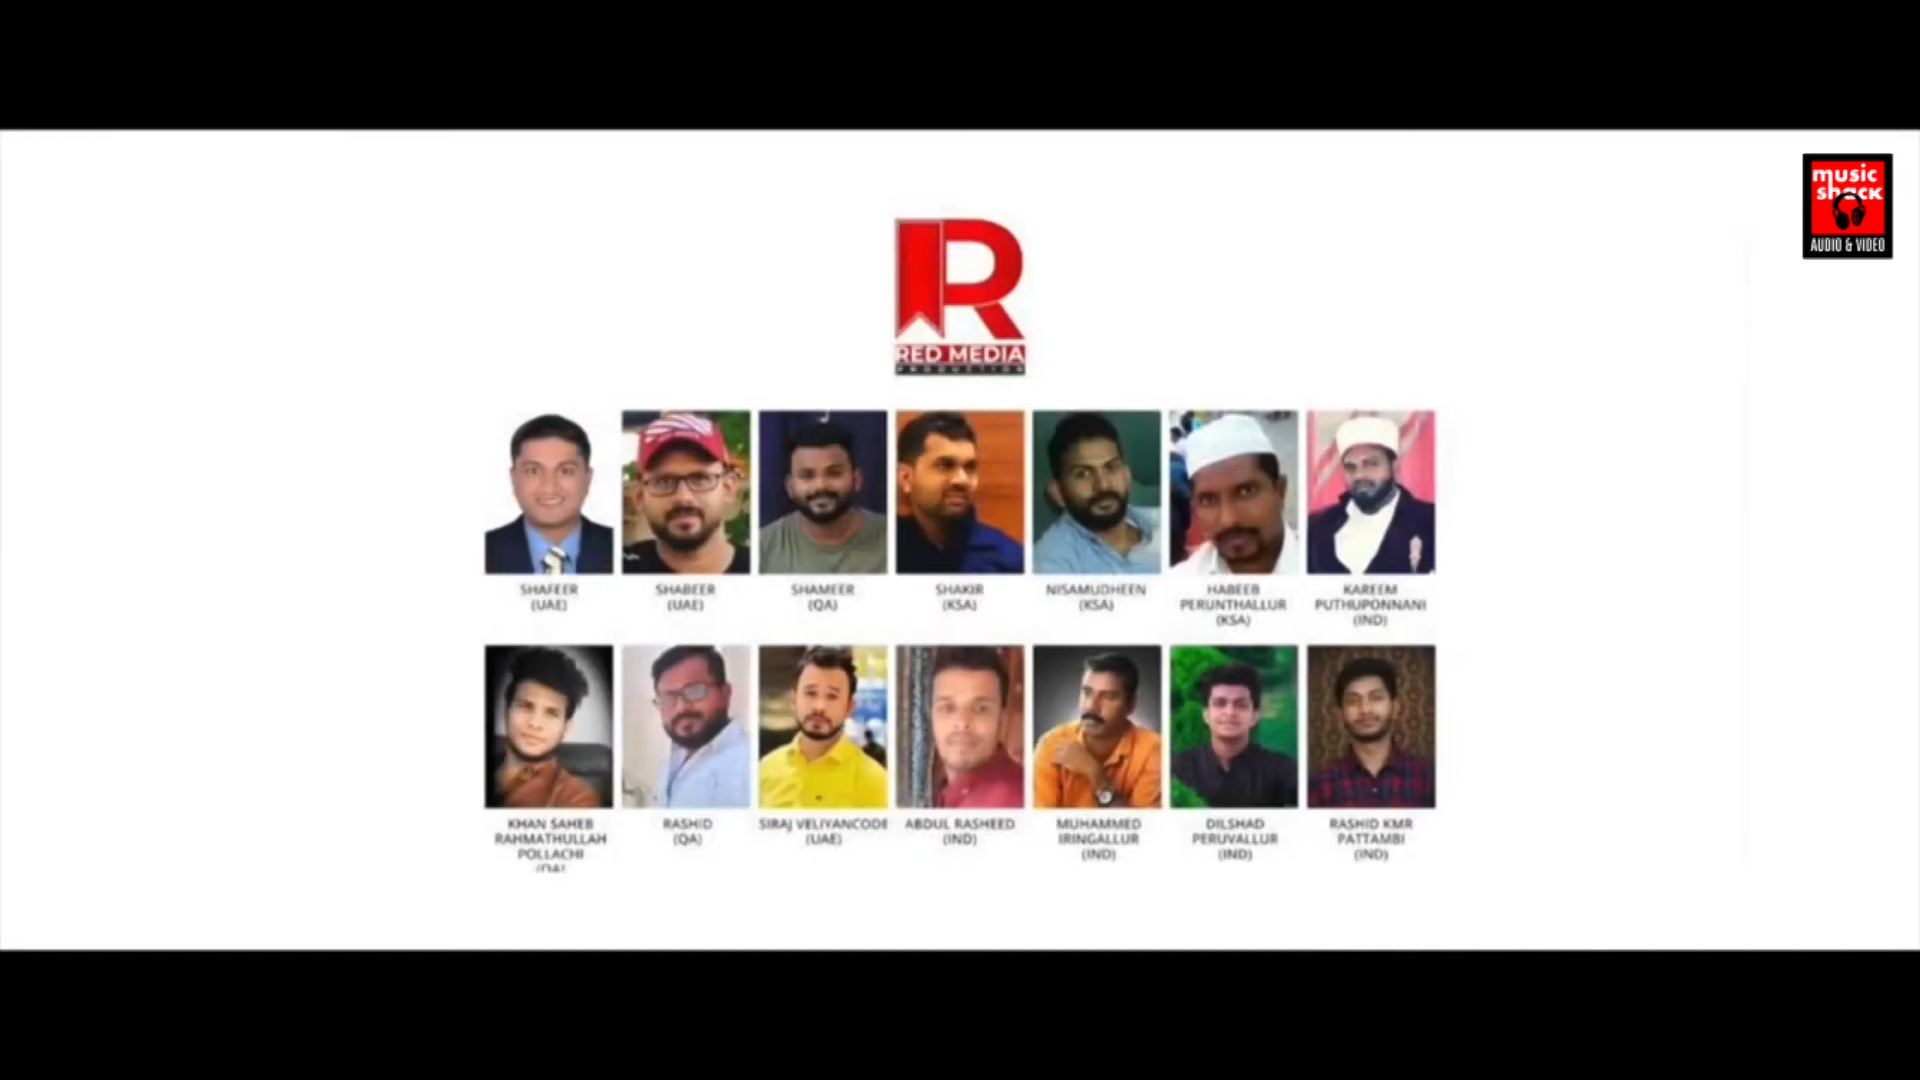 music
shack
AUDIO & VIDEO
RED MEDIA
PRODUCTION
SHAFEER
(UAE)
SHABEER
(UAE)
SHAMEER
(QA)
SHAKIR
(KSA)
NISAMUDHEEN
(KSA)
HABEEB
PERUNTHALLUR
(KSA)
KAREEM
PUTHUPONNANI
(IND)
KHAN SAHEB
RAHMATHULLAH
POLLACHI
(QA)
RASHID
(QA)
SIRAJ VELIYANCODE
(UAE)
ABDUL RASHEED
(IND)
MUHAMMED
IRINGALLUR
(IND)
DILSHAD
PERUVALLUR
(IND)
RASHID KMR
PATTAMBI
(IND)